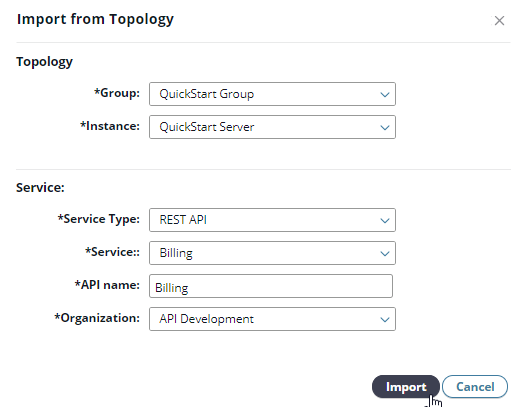 Import from Topology
Topology
*Group: QuickStart Group
*Instance: QuickStart Server
Service:
*Service Type: REST API
*Service:: Billing
*API name: Billing
*Organization: API Development
Import Cancel